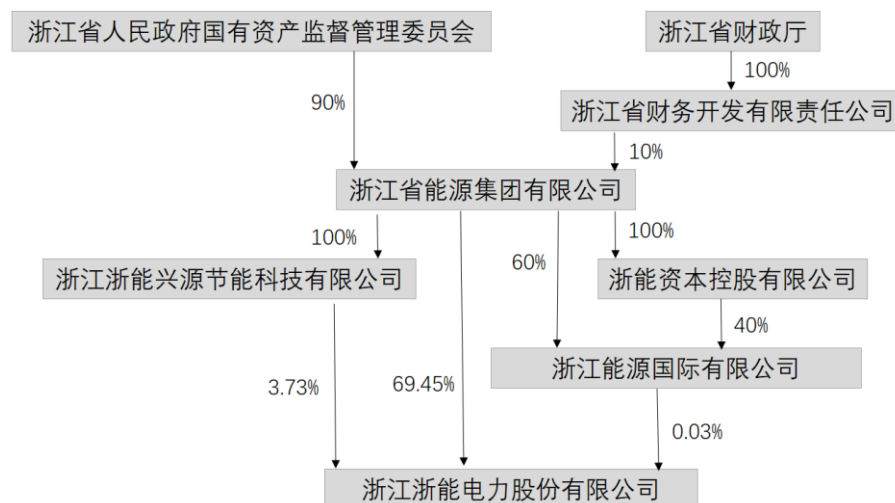 浙江省人民政府国有资产监督管理委员会
浙江省财政厅
100%
90%
浙江省财务开发有限责任公司
10%
浙江省能源集团有限公司
100%
100%
60%
浙江浙能兴源节能科技有限公司
浙能资本控股有限公司
40%
浙江能源国际有限公司
3.73%
69.45%
0.03%
浙江浙能电力股份有限公司